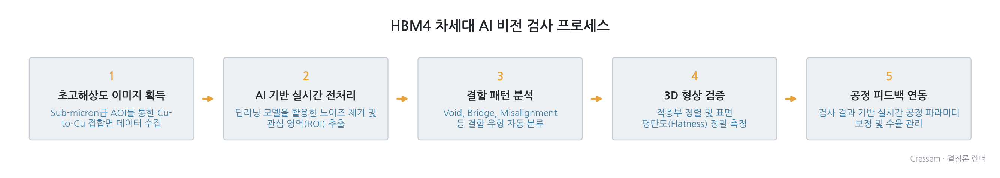 HBM4 차세대 AI 비전 검사 프로세스
1
초고해상도 이미지 획득
Sub-micron급 AOI를 통한 Cu-
to-Cu 접합면 데이터 수집
2
AI 기반 실시간 전처리
딥러닝 모델을 활용한 노이즈 제거 및
관심 영역(ROI) 추출
3
결함 패턴 분석
Void, Bridge, Misalignment
등 결함 유형 자동 분류
4
3D 형상 검증
적층부 정렬 및 표면
평탄도(Flatness) 정밀 측정
5
공정 피드백 연동
검사 결과 기반 실시간 공정 파라미터
보정 및 수율 관리
Cressem · 결정론 렌더